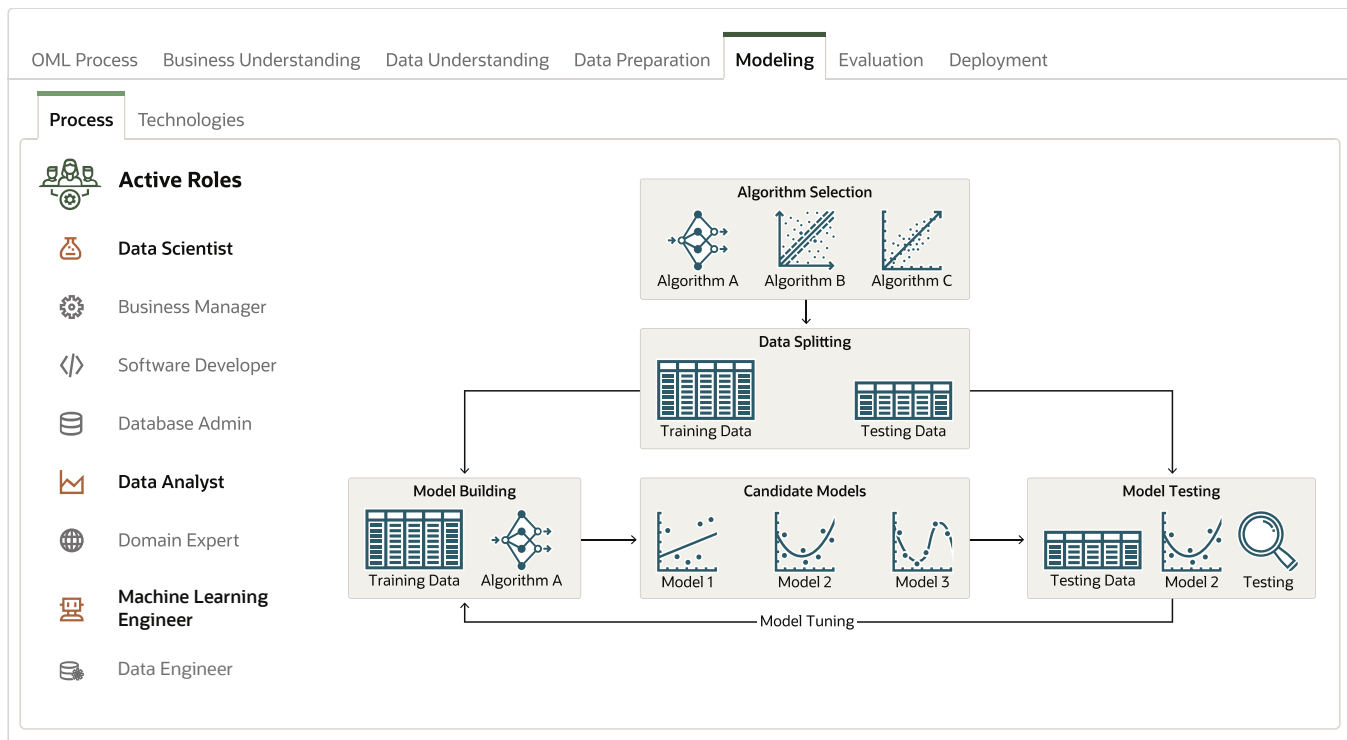 OML Process Business Understanding Data Understanding Data Preparation Modeling Evaluation Deployment
Process Technologies
Active Roles
Data Scientist
Business Manager
Software Developer
Database Admin
Data Analyst
Domain Expert
Machine Learning
Engineer
Data Engineer
Algorithm Selection
Algorithm A Algorithm B Algorithm C
Data Splitting
Training Data Testing Data
Model Building
Training Data Algorithm A
Candidate Models
Model 1 Model 2 Model 3
Model Testing
Testing Data Model 2 Testing
Model Tuning